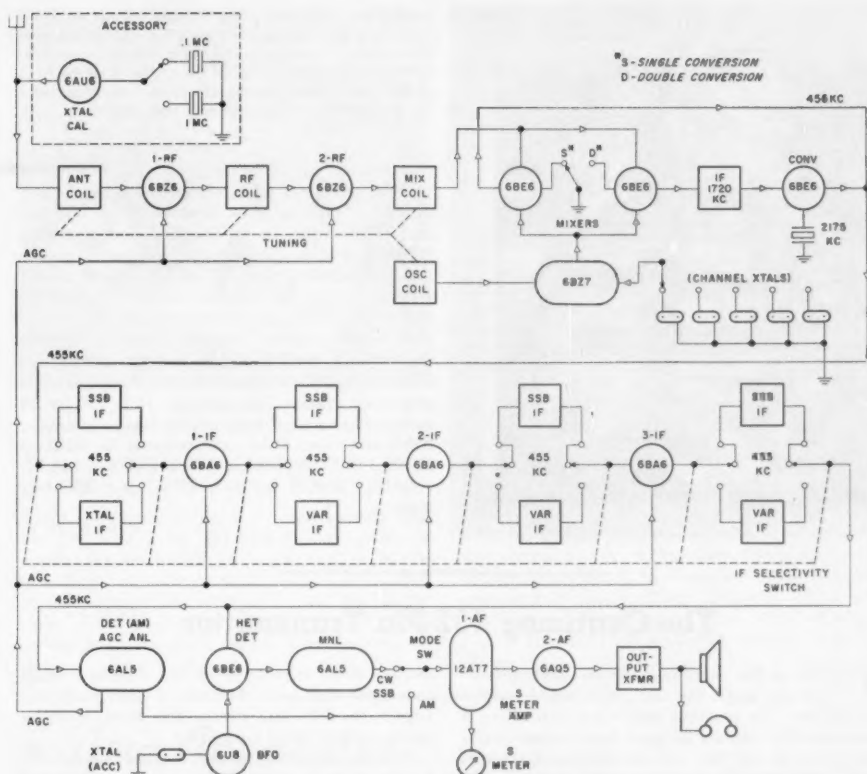 ACCESSORY
.1 MC
6AU6
XTAL
CAL
1 MC
"S - SINGLE CONVERSION
D - DOUBLE CONVERSION
456KC
ANT
COIL
1-RF
6BZ6
RF
COIL
2-RF
6BZ6
MIX
COIL
6BE6
S"
D"
6BE6
MIXERS
IF
1720
KC
CONV
6BE6
2175
KC
TUNING
AGC
OSC
COIL
6BZ7
(CHANNEL XTALS)
455KC
SSB
IF
455
KC
XTAL
IF
1-IF
6BA6
SSB
IF
455
KC
VAR
IF
2-IF
6BA6
SSB
IF
455
KC
VAR
IF
3-IF
6BA6
SSB
IF
455
KC
VAR
IF
AGC
IF SELECTIVITY
SWITCH
455KC
DET (AM)
AGC ANL
6AL5
HET
DET
6BE6
MNL
6AL5
MODE
SW
CW
SSB
AM
1-AF
12AT7
2-AF
6AQ5
OUT-
PUT
XFMR
S
METER
AMP
AGC
XTAL
(ACC)
6U8
BFO
S
METER